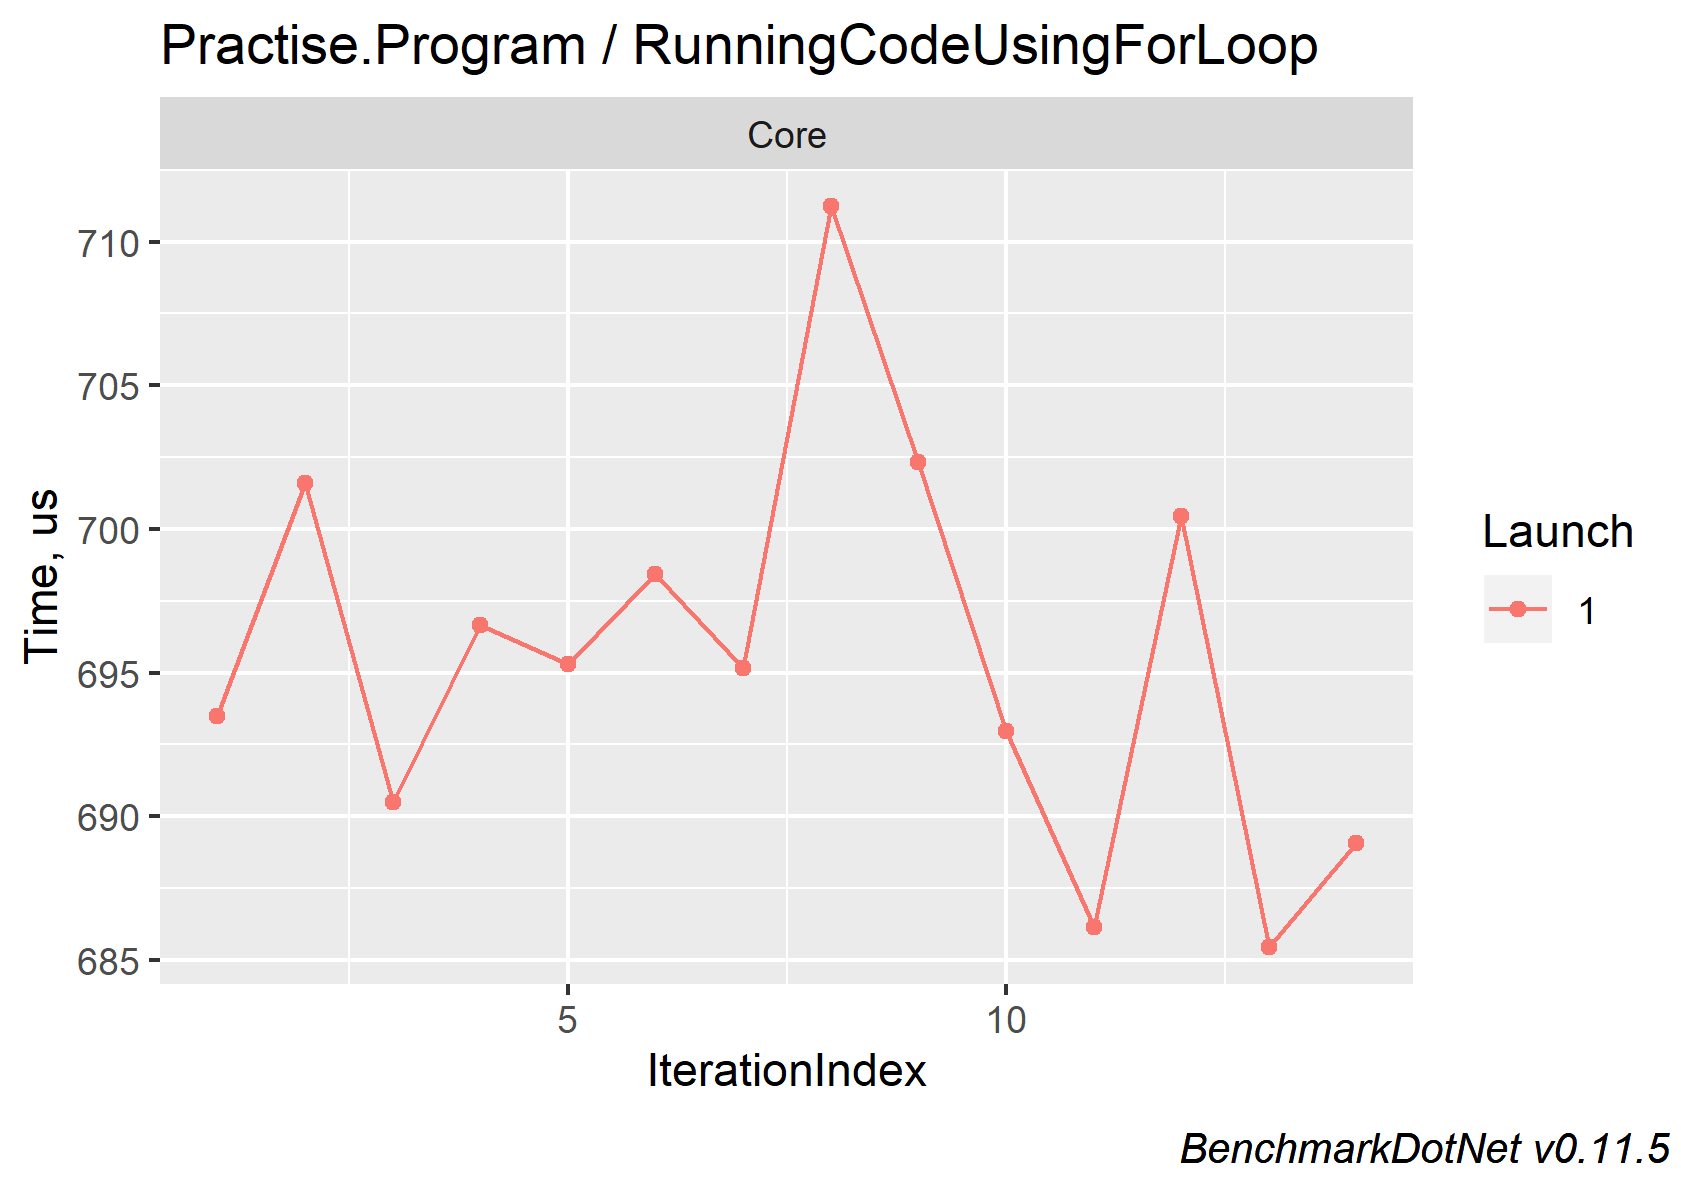 Practise.Program / RunningCodeUsingForLoop
Core
710
705
700
695
690
685
Time, us
5
10
IterationIndex
Launch
1
BenchmarkDotNet v0.11.5